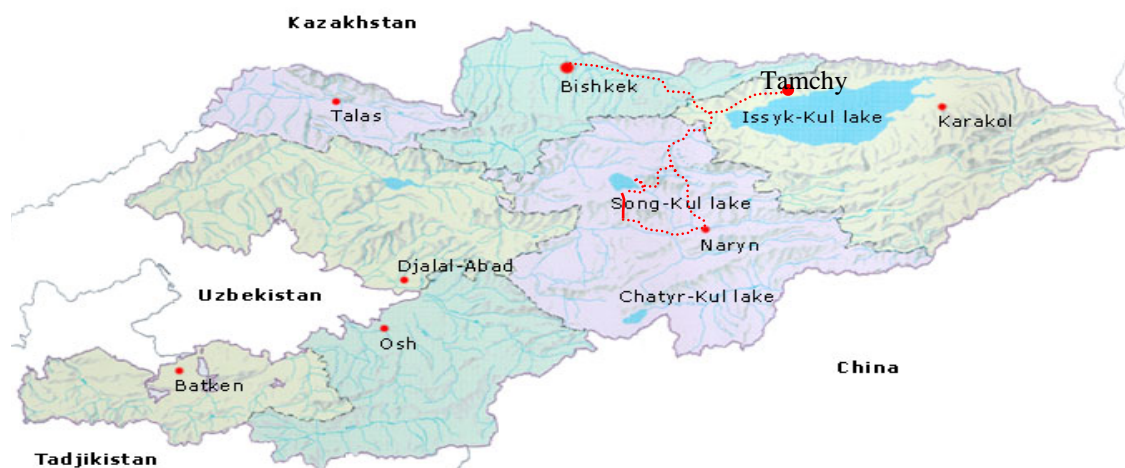 Kazakhstan
Tamchy
Bishkek
Talas
Issyk-Kul lake
Karakol
Song-Kul lake
Naryn
Djalal-Abad
Uzbekistan
Chatyr-Kul lake
Osh
China
Batken
Tadjikistan